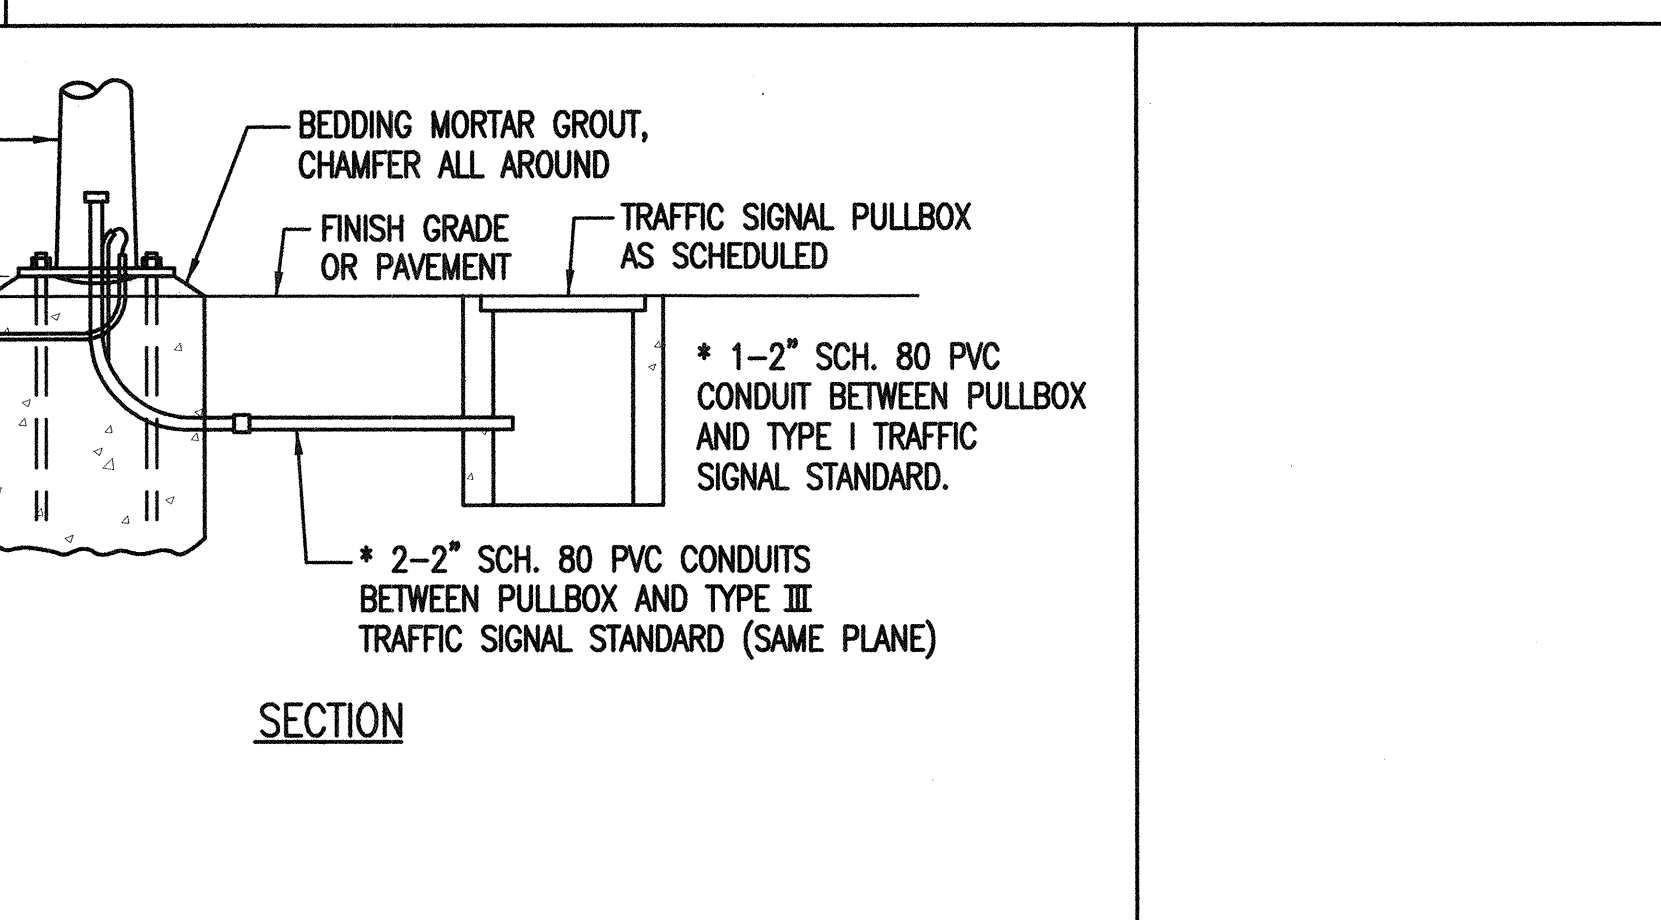 BEDDING MORTAR GROUT,
CHAMFER ALL AROUND
FINISH GRADE
OR PAVEMENT
TRAFFIC SIGNAL PULLBOX
AS SCHEDULED
* 1-2" SCH. 80 PVC
CONDUIT BETWEEN PULLBOX
AND TYPE I TRAFFIC
SIGNAL STANDARD.
* 2-2" SCH. 80 PVC CONDUITS
BETWEEN PULLBOX AND TYPE III
TRAFFIC SIGNAL STANDARD (SAME PLANE)
SECTION